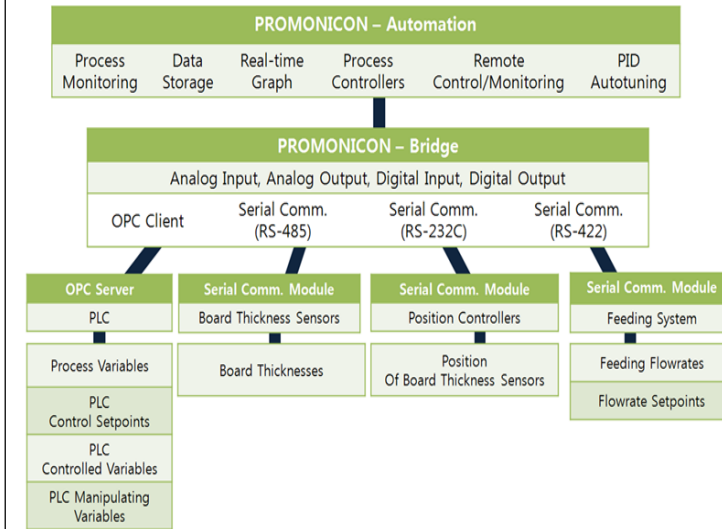 PROMONICON – Automation
Process Monitoring
Data Storage
Real-time Graph
Process Controllers
Remote Control/Monitoring
PID Autotuning
PROMONICON – Bridge
Analog Input, Analog Output, Digital Input, Digital Output
OPC Client
Serial Comm. (RS-485)
Serial Comm. (RS-232C)
Serial Comm. (RS-422)
OPC Server
PLC
Process Variables
PLC
Control Setpoints
PLC
Controlled Variables
PLC Manipulating
Variables
Serial Comm. Module
Board Thickness Sensors
Board Thicknesses
Serial Comm. Module
Position Controllers
Position
Of Board Thickness Sensors
Serial Comm. Module
Feeding System
Feeding Flowrates
Flowrate Setpoints